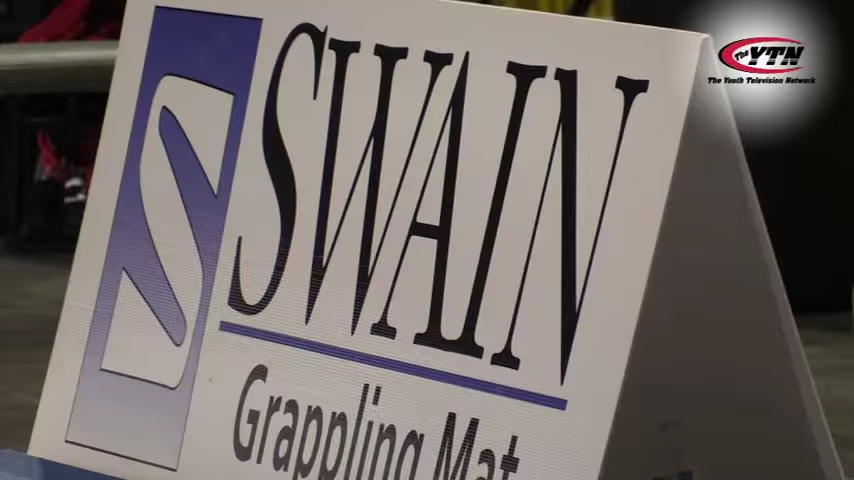 The YTN
The Youth Television Network
SWAIN
Grappling Mat